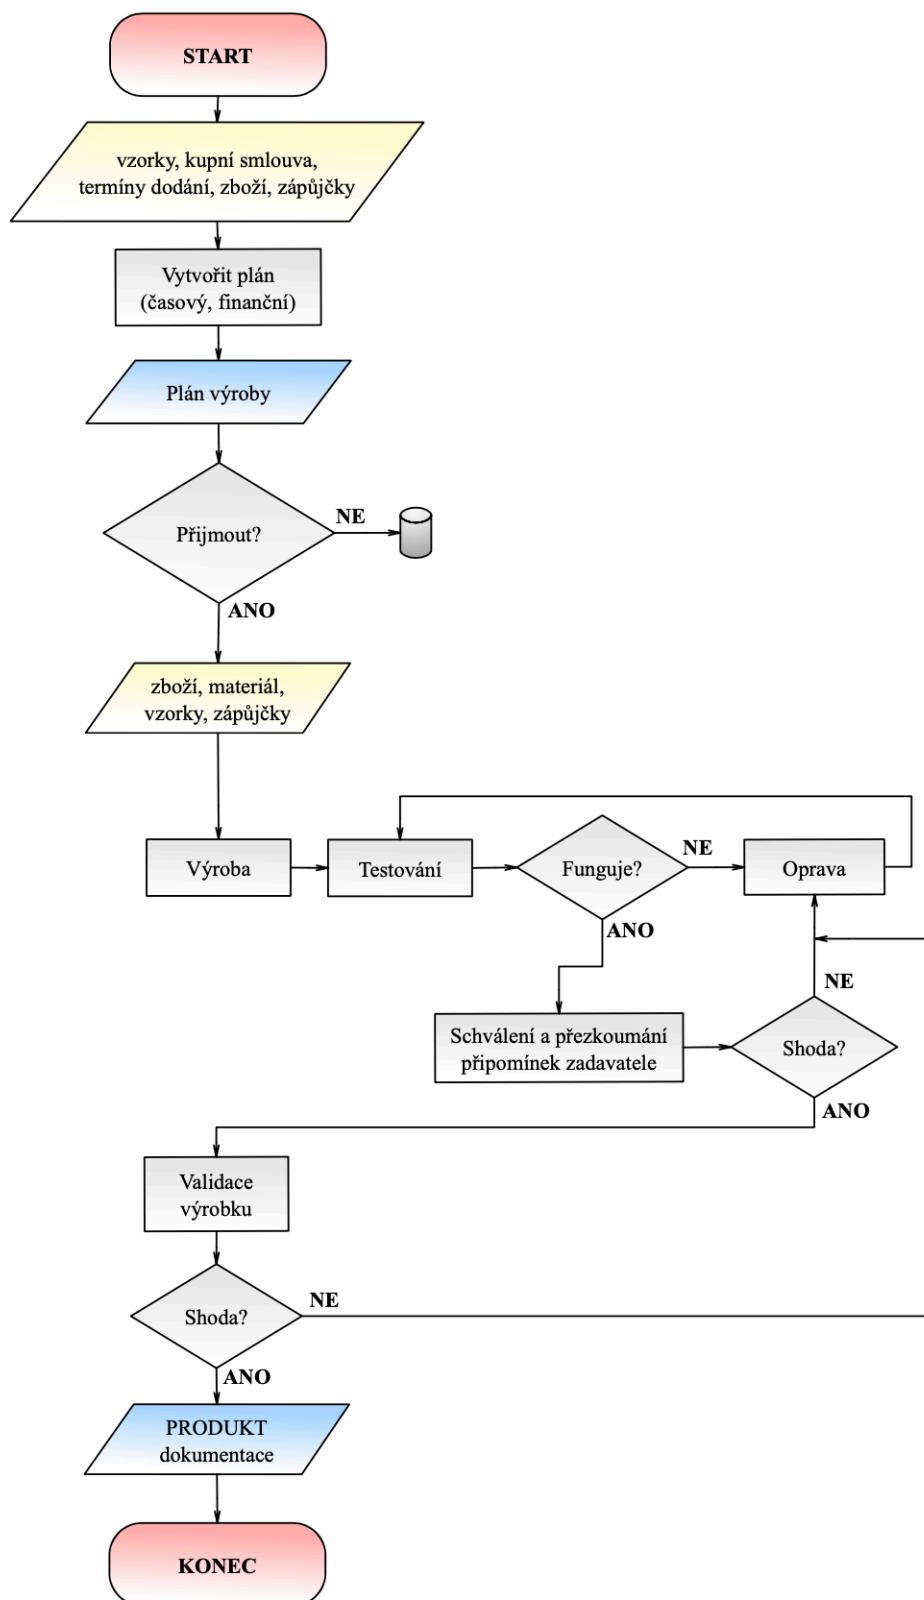 START
vzorky, kupní smlouva,
termíny dodání, zboží, zápůjčky
Vytvořit plán
(časový, finanční)
Plán výroby
Přijmout?
NE
ANO
zboží, materiál,
vzorky, zápůjčky
Výroba
Testování
Funguje?
NE
Oprava
ANO
Schválení a přezkoumání
připomínek zadavatele
Shoda?
NE
ANO
Validace
výrobku
Shoda?
NE
ANO
PRODUKT
dokumentace
KONEC